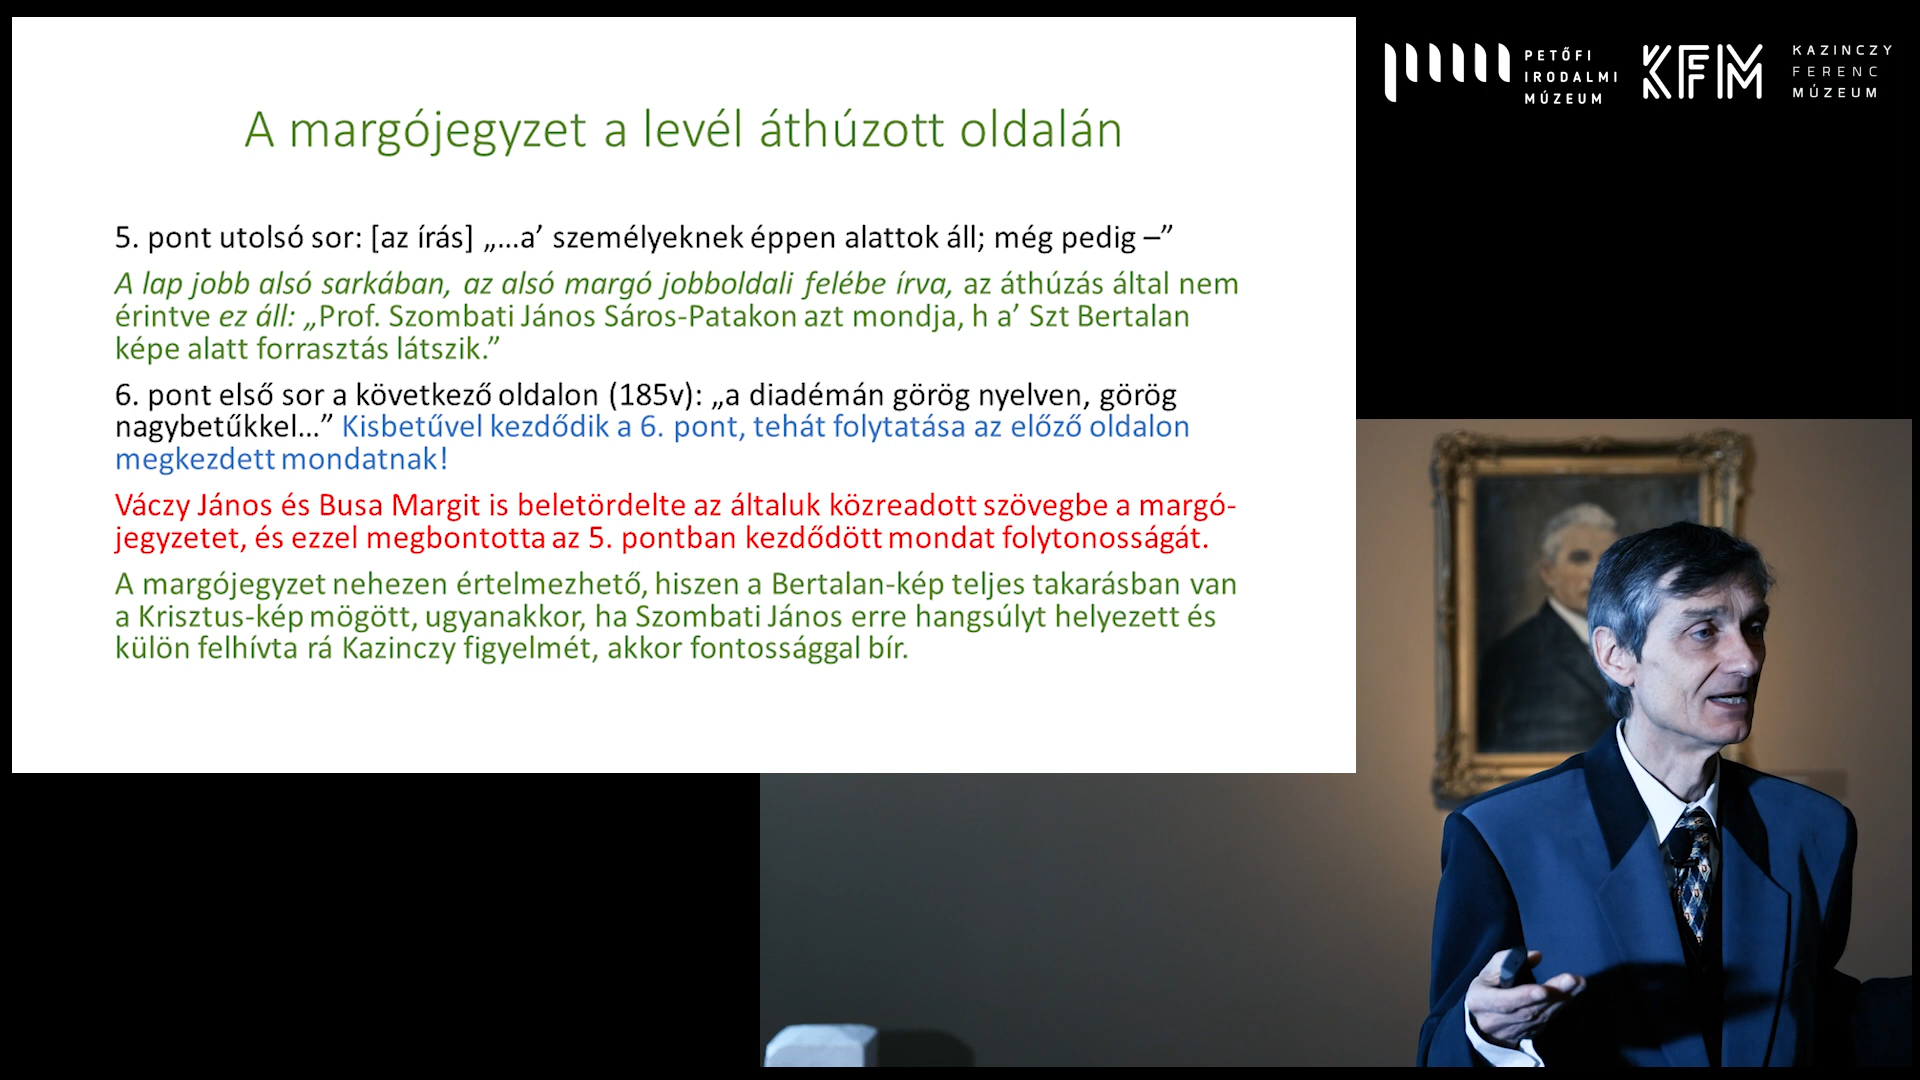 A margójegyzet a levél áthúzott oldalán
5. pont utolsó sor: [az írás] „…a’ személyeknek éppen alattok áll; még pedig –”
A lap jobb alsó sarkában, az alsó margó jobboldali felébe írva, az áthúzás által nem
érintve ez áll: „Prof. Szombati János Sáros-Patakon azt mondja, h a’ Szt Bertalan
képe alatt forrasztás látszik.”
6. pont első sor a következő oldalon (185v): „a diadémán görög nyelven, görög
nagybetűkkel…” Kisbetűvel kezdődik a 6. pont, tehát folytatása az előző oldalon
megkezdett mondatnak!
Váczy János és Busa Margit is beletördelte az általuk közreadott szövegbe a margó-
jegyzetet, és ezzel megbontotta az 5. pontban kezdődött mondat folytonosságát.
A margójegyzet nehezen értelmezhető, hiszen a Bertalan-kép teljes takarásban van
a Krisztus-kép mögött, ugyanakkor, ha Szombati János erre hangsúlyt helyezett és
külön felhívta rá Kazinczy figyelmét, akkor fontossággal bír.
PETŐFI
IRODALMI
MÚZEUM
KFM
KAZINCZY
FERENC
MÚZEUM